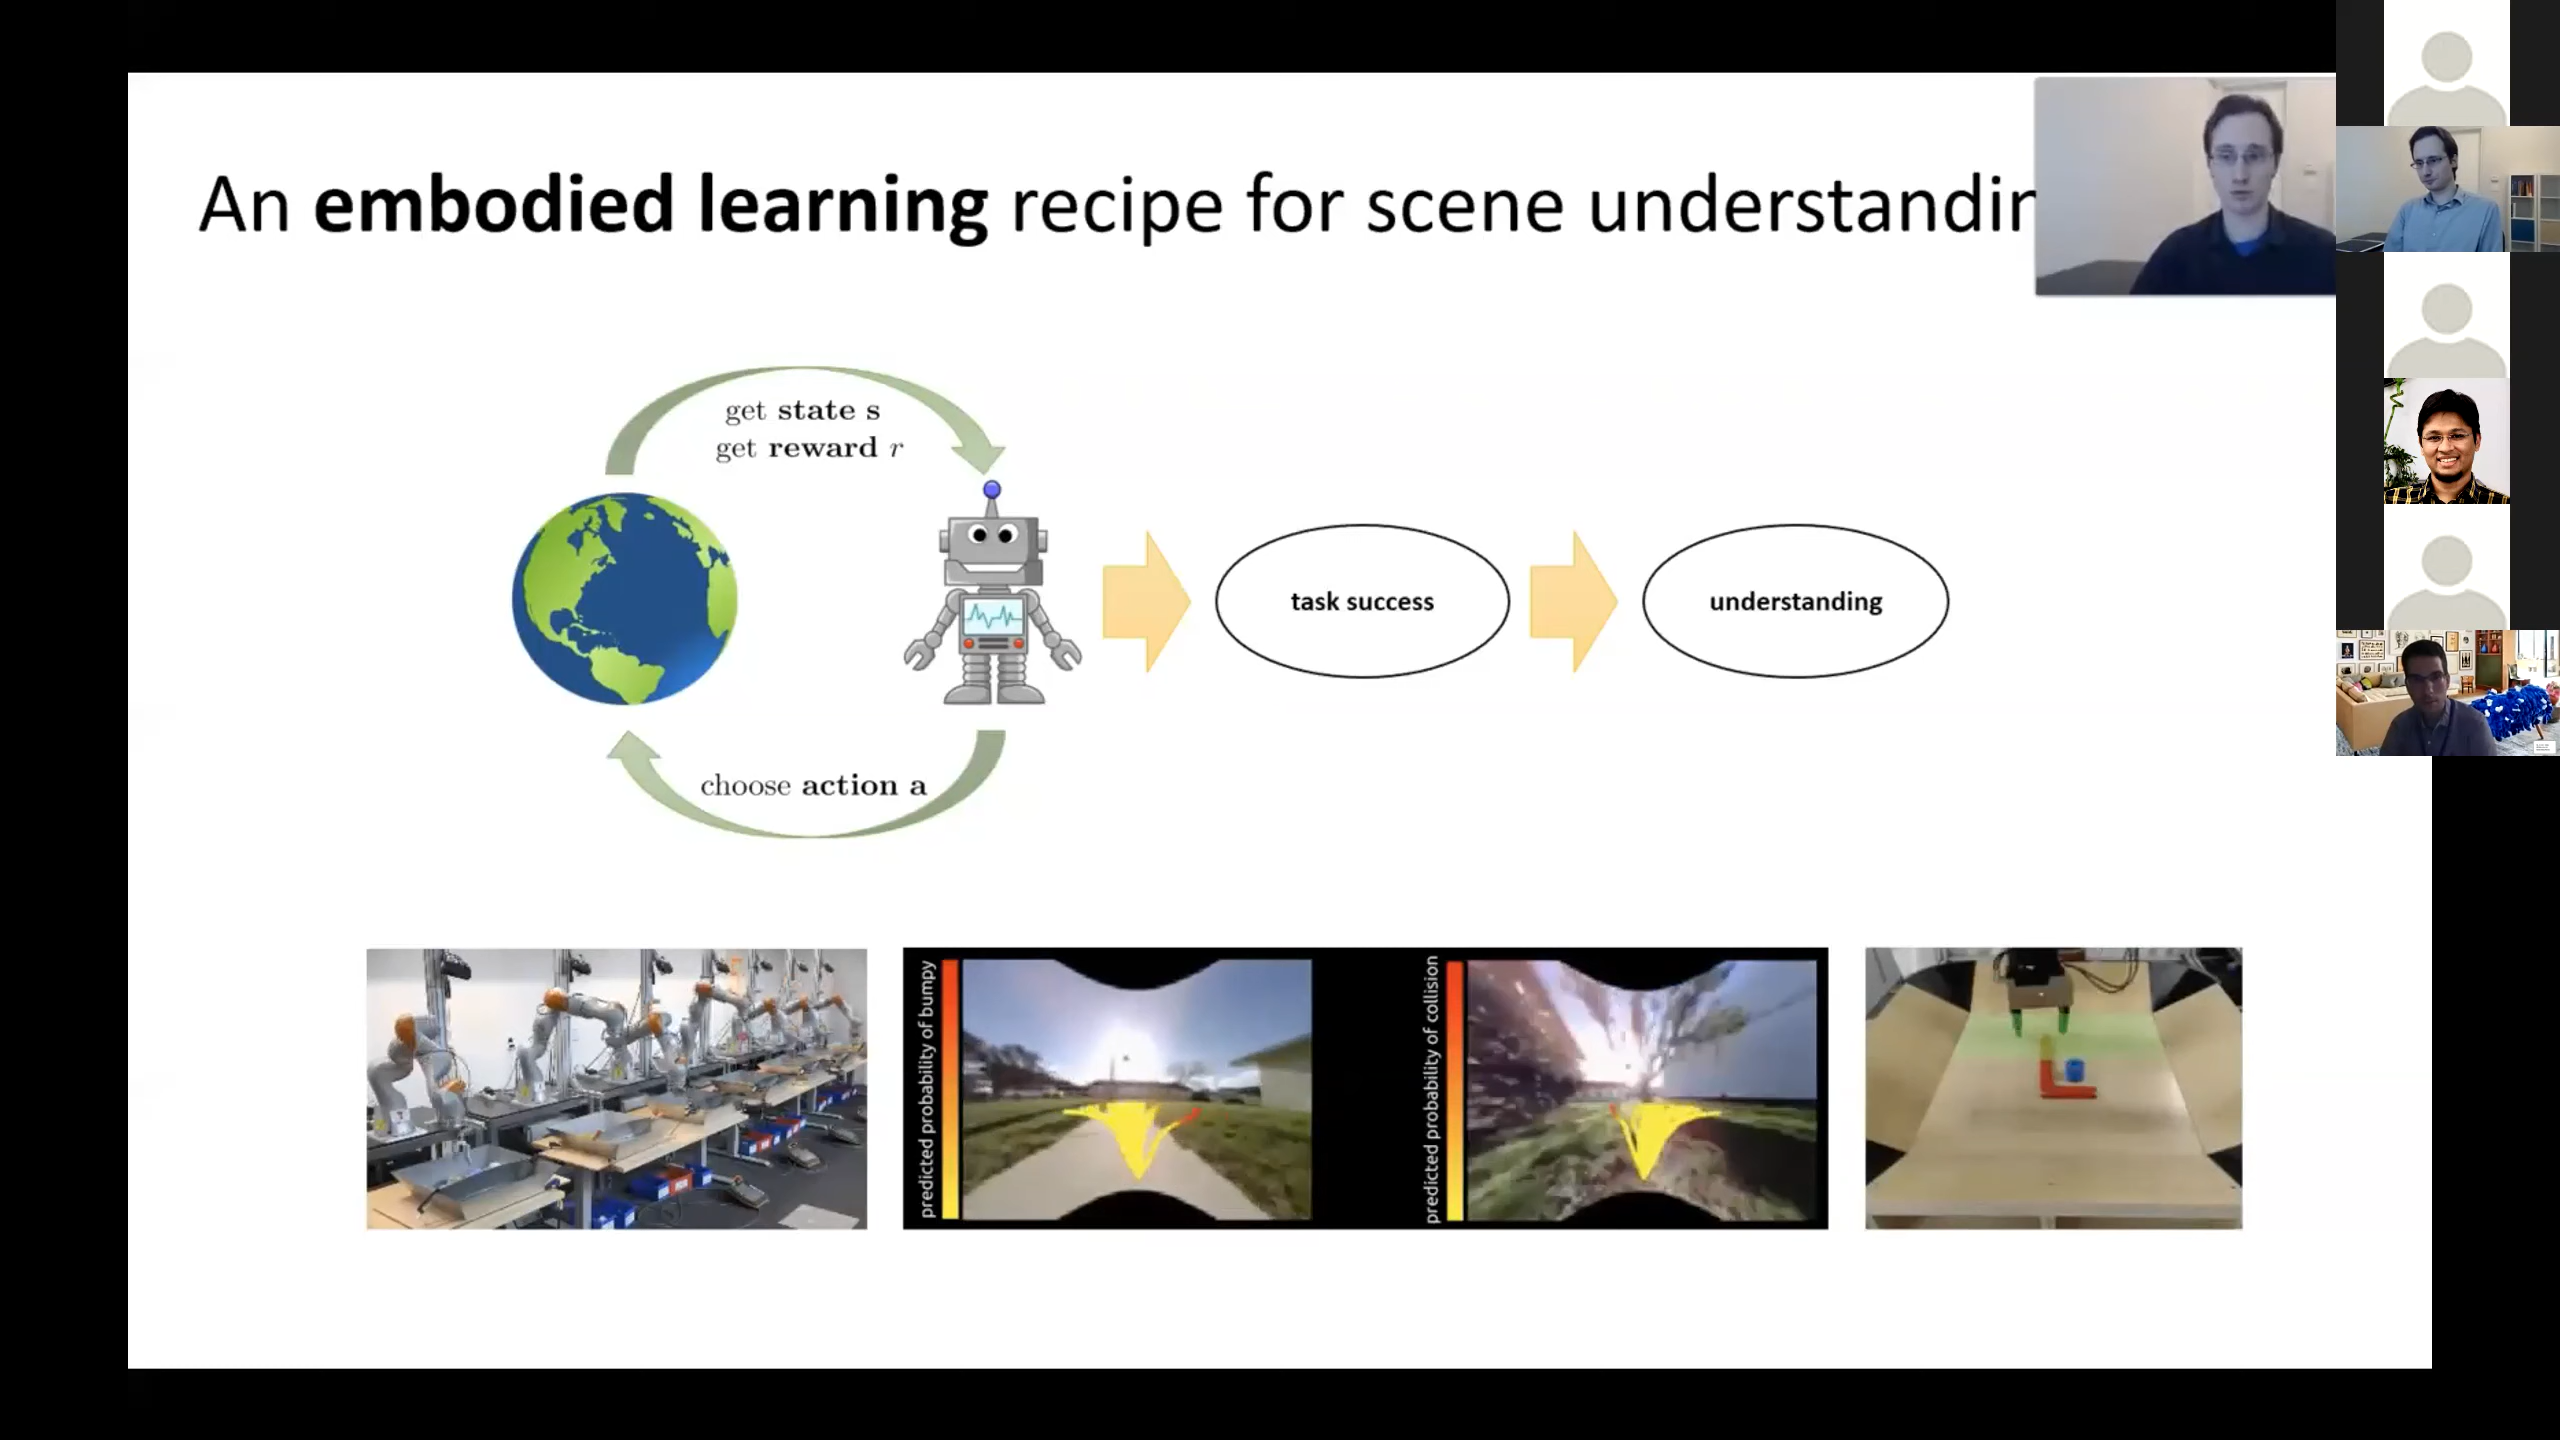 An embodied learning recipe for scene understandin
get state s
get reward r
task success
understanding
choose action a
predicted probability of bumpy
predicted probability of collision